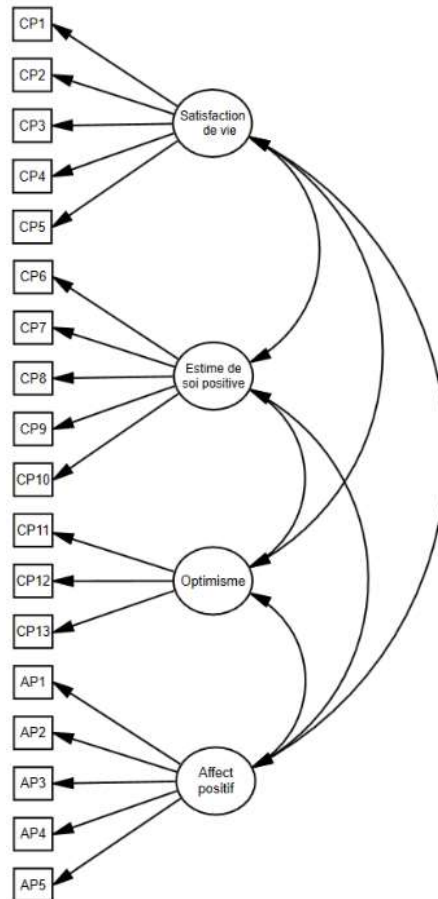 CP1
CP2
Satisfaction
de vie
CP3
CP4
CP5
CP6
CP7
Estime de
soi positive
CP8
CP9
CP10
CP11
CP12
Optimisme
CP13
AP1
AP2
Affect
positif
AP3
AP4
AP5